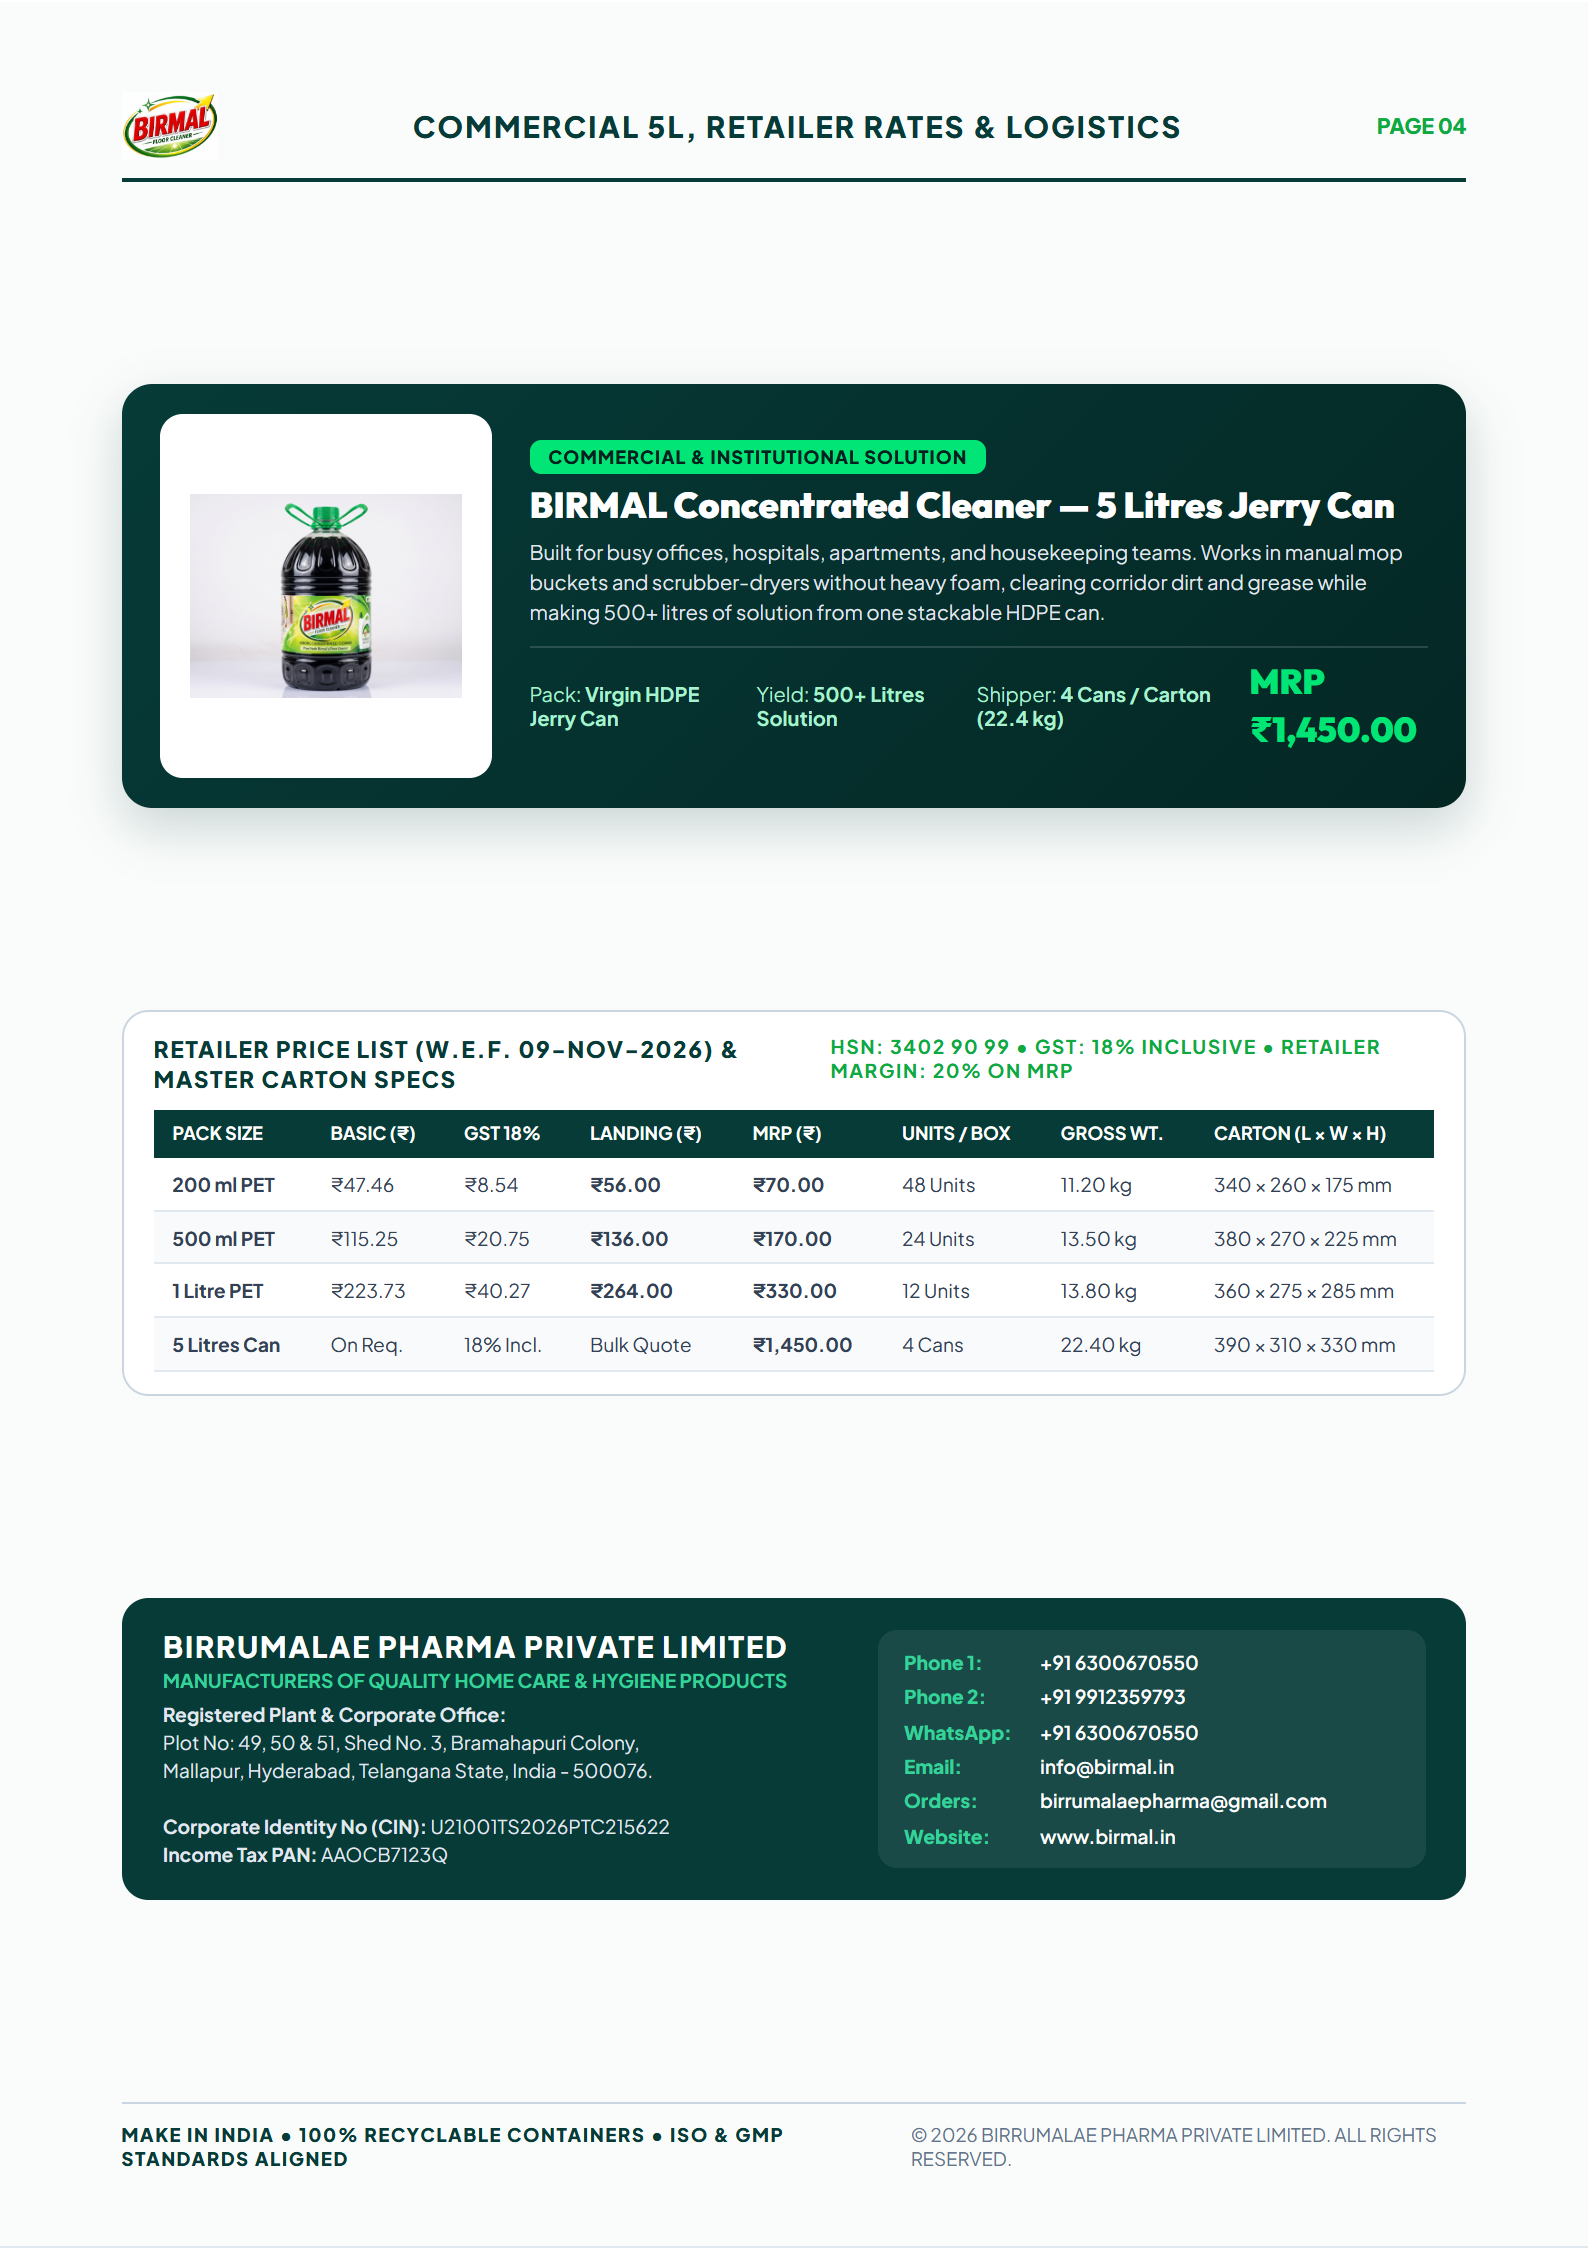 BIRMAL
FLOOR CLEANER
COMMERCIAL 5L, RETAILER RATES & LOGISTICS
PAGE 04
BIRMAL
COMMERCIAL & INSTITUTIONAL SOLUTION
BIRMAL Concentrated Cleaner — 5 Litres Jerry Can
Built for busy offices, hospitals, apartments, and housekeeping teams. Works in manual mop
buckets and scrubber-dryers without heavy foam, clearing corridor dirt and grease while
making 500+ litres of solution from one stackable HDPE can.
Pack: Virgin HDPE
Jerry Can
Yield: 500+ Litres
Solution
Shipper: 4 Cans / Carton
(22.4 kg)
MRP
₹1,450.00
RETAILER PRICE LIST (W.E.F. 09-NOV-2026) &
MASTER CARTON SPECS
HSN: 3402 90 99 ● GST: 18% INCLUSIVE ● RETAILER
MARGIN: 20% ON MRP
PACK SIZE BASIC (₹) GST 18% LANDING (₹) MRP (₹) UNITS / BOX GROSS WT. CARTON (L × W × H)
200 ml PET ₹47.46 ₹8.54 ₹56.00 ₹70.00 48 Units 11.20 kg 340 × 260 × 175 mm
500 ml PET ₹115.25 ₹20.75 ₹136.00 ₹170.00 24 Units 13.50 kg 380 × 270 × 225 mm
1 Litre PET ₹223.73 ₹40.27 ₹264.00 ₹330.00 12 Units 13.80 kg 360 × 275 × 285 mm
5 Litres Can On Req. 18% Incl. Bulk Quote ₹1,450.00 4 Cans 22.40 kg 390 × 310 × 330 mm
BIRRUMALAE PHARMA PRIVATE LIMITED
MANUFACTURERS OF QUALITY HOME CARE & HYGIENE PRODUCTS
Registered Plant & Corporate Office:
Plot No: 49, 50 & 51, Shed No. 3, Bramahapuri Colony,
Mallapur, Hyderabad, Telangana State, India - 500076.
Corporate Identity No (CIN): U21001TS2026PTC215622
Income Tax PAN: AAOCB7123Q
Phone 1: +91 6300670550
Phone 2: +91 9912359793
WhatsApp: +91 6300670550
Email: info@birmal.in
Orders: birrumalaepharma@gmail.com
Website: www.birmal.in
MAKE IN INDIA ● 100% RECYCLABLE CONTAINERS ● ISO & GMP
STANDARDS ALIGNED
© 2026 BIRRUMALAE PHARMA PRIVATE LIMITED. ALL RIGHTS
RESERVED.